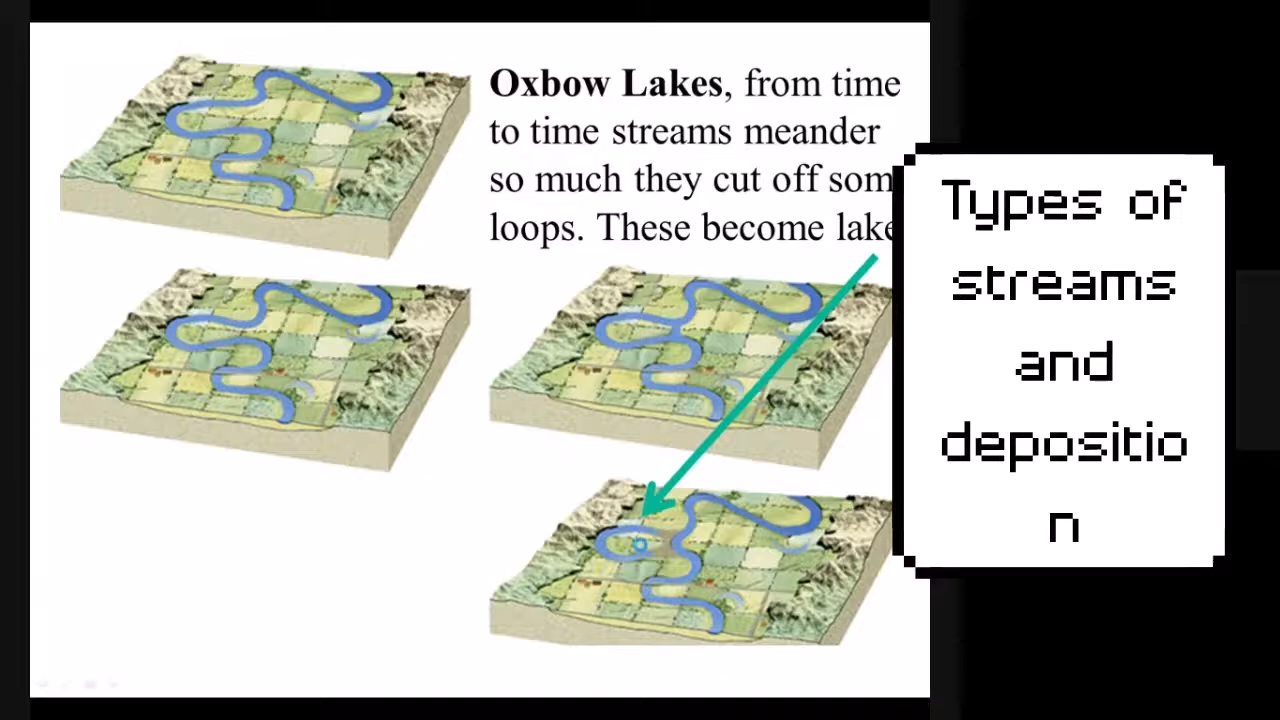 Oxbow Lakes, from time
to time streams meander
so much they cut off som
loops. These become lake
Types of
streams
and
depositio
n